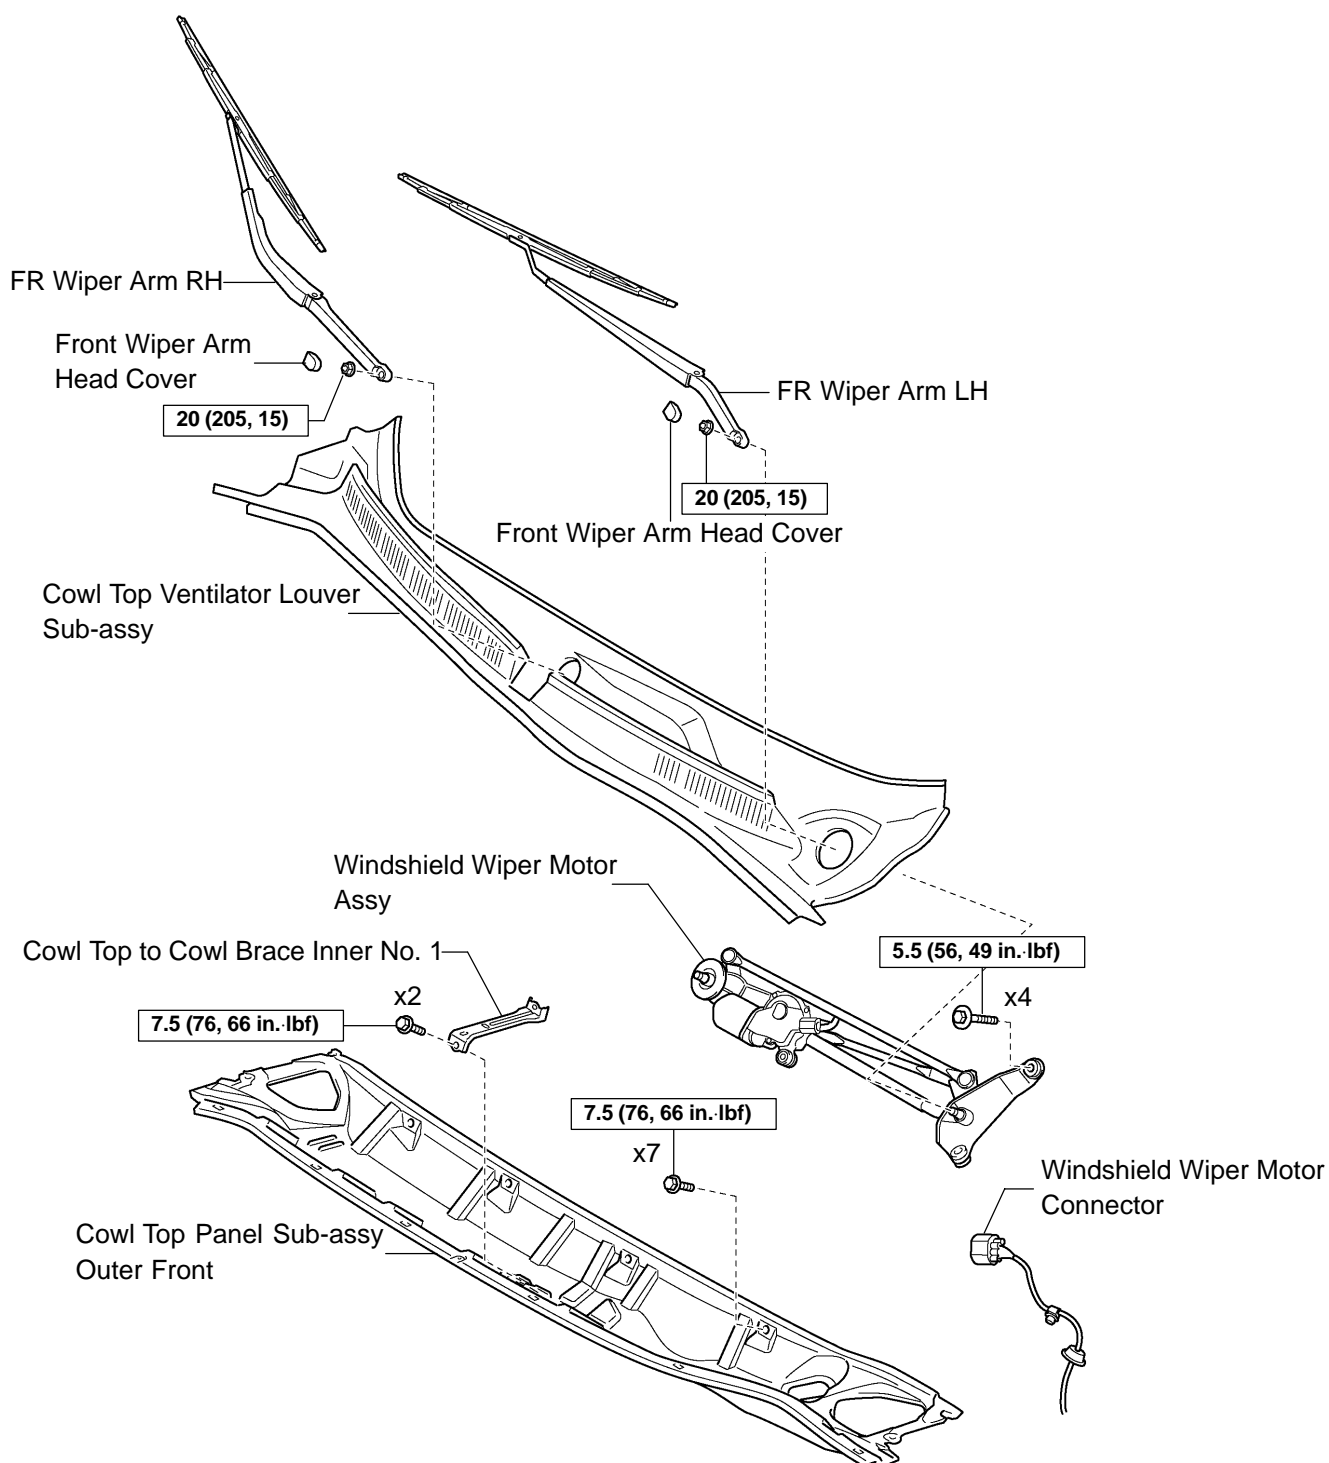 FR Wiper Arm RH
Front Wiper Arm
Head Cover
20 (205, 15)
FR Wiper Arm LH
20 (205, 15)
Front Wiper Arm Head Cover
Cowl Top Ventilator Louver
Sub-assy
Windshield Wiper Motor
Assy
Cowl Top to Cowl Brace Inner No. 1
5.5 (56, 49 in.·lbf)
x4
x2
7.5 (76, 66 in.·lbf)
7.5 (76, 66 in.·lbf)
x7
Windshield Wiper Motor
Connector
Cowl Top Panel Sub-assy
Outer Front